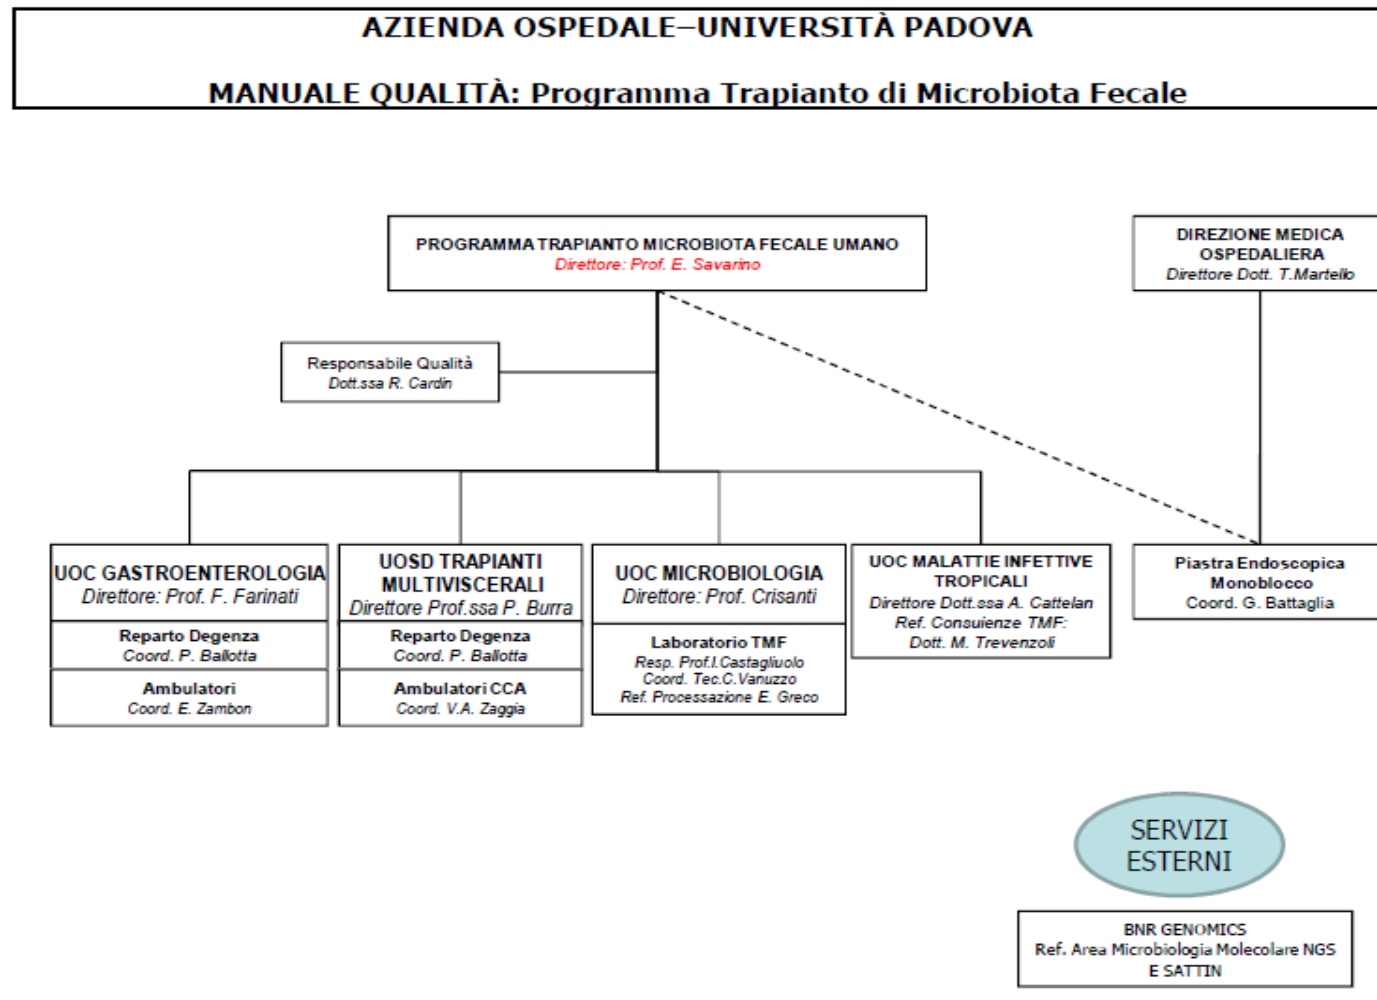 AZIENDA OSPEDALE–UNIVERSITÀ PADOVA
MANUALE QUALITÀ: Programma Trapianto di Microbiota Fecale
PROGRAMMA TRAPIANTO MICROBIOTA FECALE UMANO
Direttore: Prof. E. Savarino
DIREZIONE MEDICA
OSPEDALIERA
Direttore Dott. T.Martello
Responsabile Qualità
Dott.ssa R. Cardin
UOC GASTROENTEROLOGIA
Direttore: Prof. F. Farinati
Reparto Degenza
Coord. P. Ballotta
Ambulatori
Coord. E. Zambon
UOSD TRAPIANTI
MULTIVISCERALI
Direttore Prof.ssa P. Burra
Reparto Degenza
Coord. P. Ballotta
Ambulatori CCA
Coord. V.A. Zaggia
UOC MICROBIOLOGIA
Direttore: Prof. Crisanti
Laboratorio TMF
Resp. Prof.I.Castagliuolo
Coord. Tec.C.Vanuzzo
Ref. Processazione E. Greco
UOC MALATTIE INFETTIVE
TROPICALI
Direttore Dott.ssa A. Cattelan
Ref. Consulenze TMF:
Dott. M. Trevenzoli
Piastra Endoscopica
Monoblocco
Coord. G. Battaglia
SERVIZI
ESTERNI
BNR GENOMICS
Ref. Area Microbiologia Molecolare NGS
E SATTIN